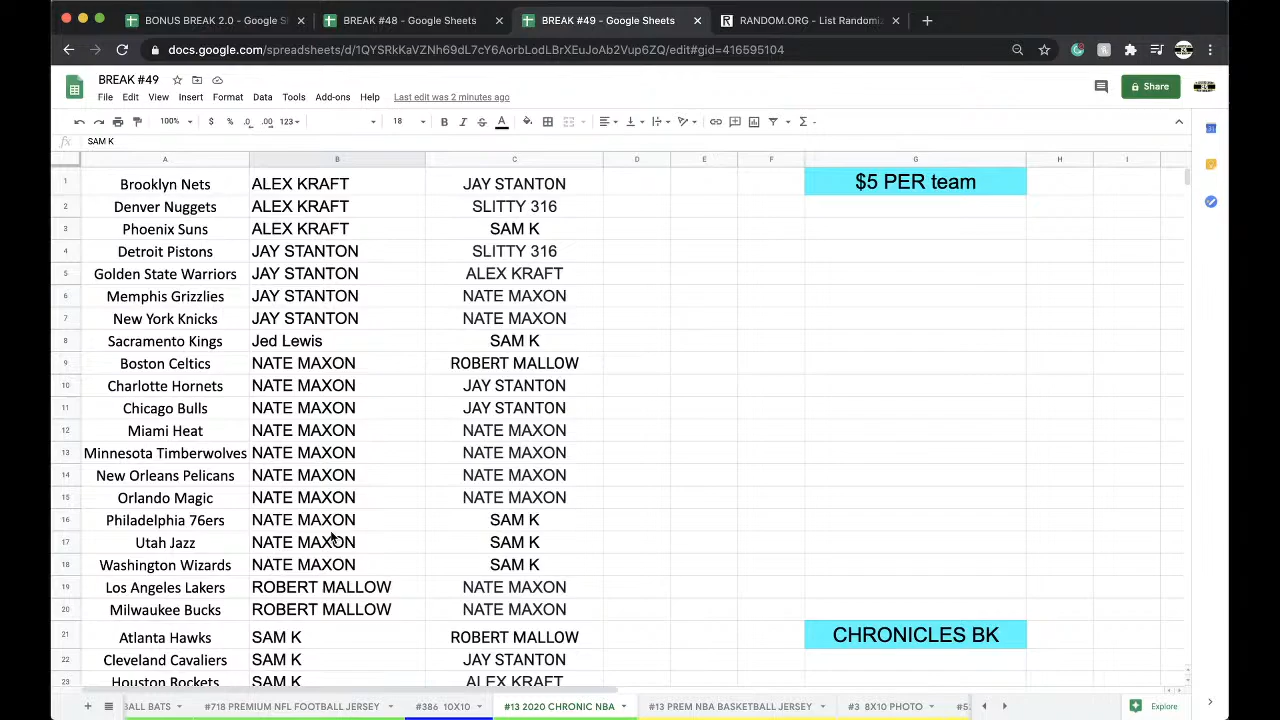 BONUS BREAK 2.0 - Google S
BREAK #48 - Google Sheets
BREAK #49 - Google Sheets
RANDOM.ORG - List Randomi
docs.google.com/spreadsheets/d/1QYSRkKaVZNh69dL7cY6AorbLodLBrXEuJoAb2Vup6ZQ/edit#gid=416595104
BREAK #49
File Edit View Insert Format Data Tools Add-ons Help Last edit was 2 minutes ago
Share
100% $ % .0 .00 123 18 B I S A
fx SAM K
A B C D E F G H I
1 Brooklyn Nets ALEX KRAFT JAY STANTON $5 PER team
2 Denver Nuggets ALEX KRAFT SLITTY 316
3 Phoenix Suns ALEX KRAFT SAM K
4 Detroit Pistons JAY STANTON SLITTY 316
5 Golden State Warriors JAY STANTON ALEX KRAFT
6 Memphis Grizzlies JAY STANTON NATE MAXON
7 New York Knicks JAY STANTON NATE MAXON
8 Sacramento Kings Jed Lewis SAM K
9 Boston Celtics NATE MAXON ROBERT MALLOW
10 Charlotte Hornets NATE MAXON JAY STANTON
11 Chicago Bulls NATE MAXON JAY STANTON
12 Miami Heat NATE MAXON NATE MAXON
13 Minnesota Timberwolves NATE MAXON NATE MAXON
14 New Orleans Pelicans NATE MAXON NATE MAXON
15 Orlando Magic NATE MAXON NATE MAXON
16 Philadelphia 76ers NATE MAXON SAM K
17 Utah Jazz NATE MAXON SAM K
18 Washington Wizards NATE MAXON SAM K
19 Los Angeles Lakers ROBERT MALLOW NATE MAXON
20 Milwaukee Bucks ROBERT MALLOW NATE MAXON
21 Atlanta Hawks SAM K ROBERT MALLOW CHRONICLES BK
22 Cleveland Cavaliers SAM K JAY STANTON
23 Houston Rockets SAM K ALEX KRAFT
BALL BATS #718 PREMIUM NFL FOOTBALL JERSEY #386 10X10 #13 2020 CHRONIC NBA #13 PREM NBA BASKETBALL JERSEY #3 8X10 PHOTO #5 Explore